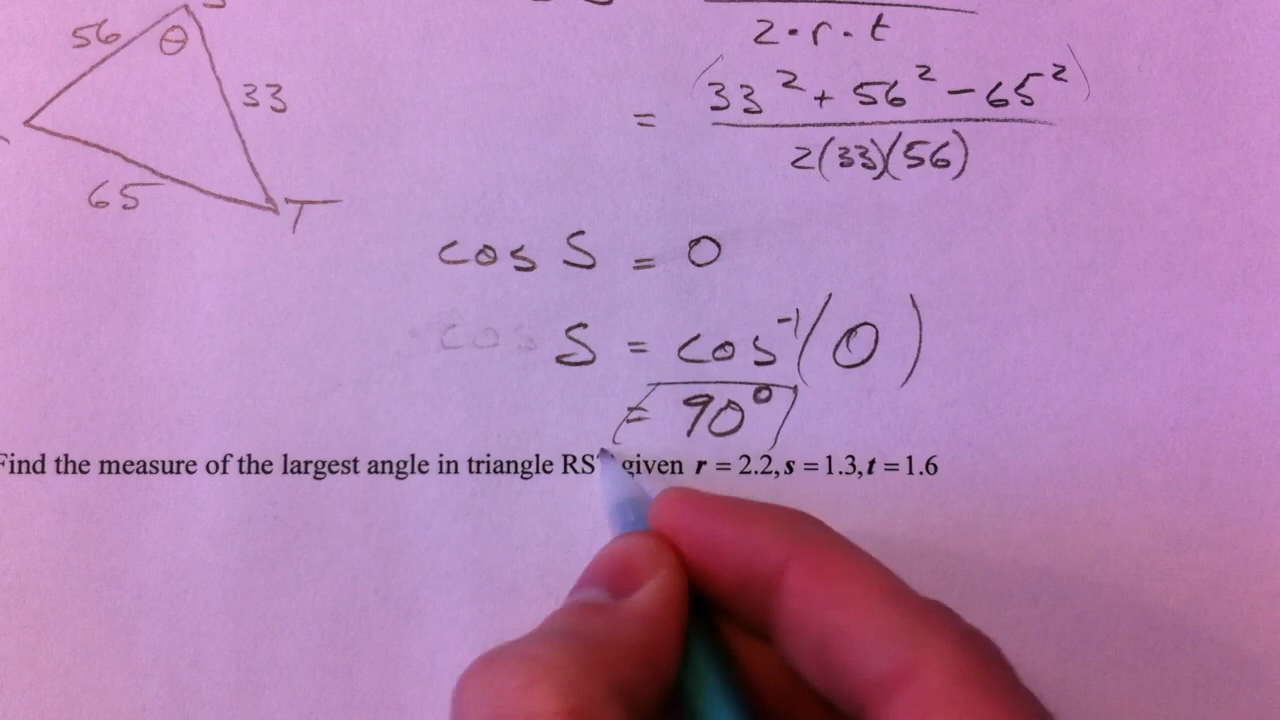 56 θ
33
65
T
2·r·t
= (33² + 56² - 65²)
2(33)(56)
cos S = 0
cos S = cos⁻¹(0)
= 90°
Find the measure of the largest angle in triangle RS given r = 2.2, s = 1.3, t = 1.6